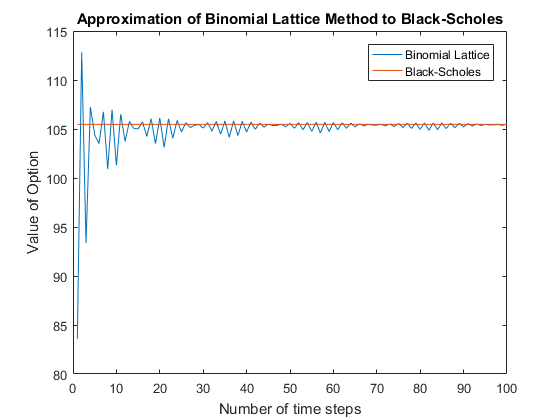 Approximation of Binomial Lattice Method to Black-Scholes
115
110
105
100
95
90
85
80
Value of Option
Binomial Lattice
Black-Scholes
0 10 20 30 40 50 60 70 80 90 100
Number of time steps